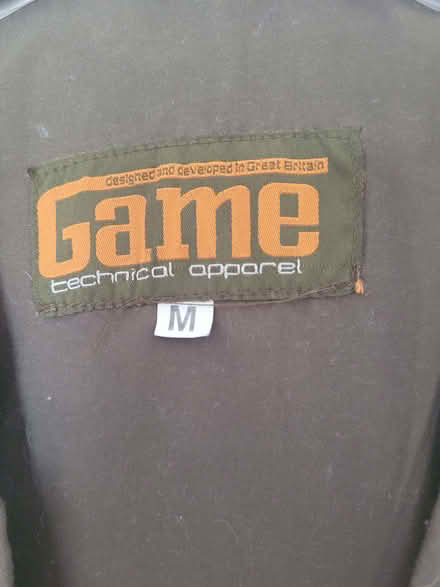 designed and developed in Great Britain
Game
technical apparel
M